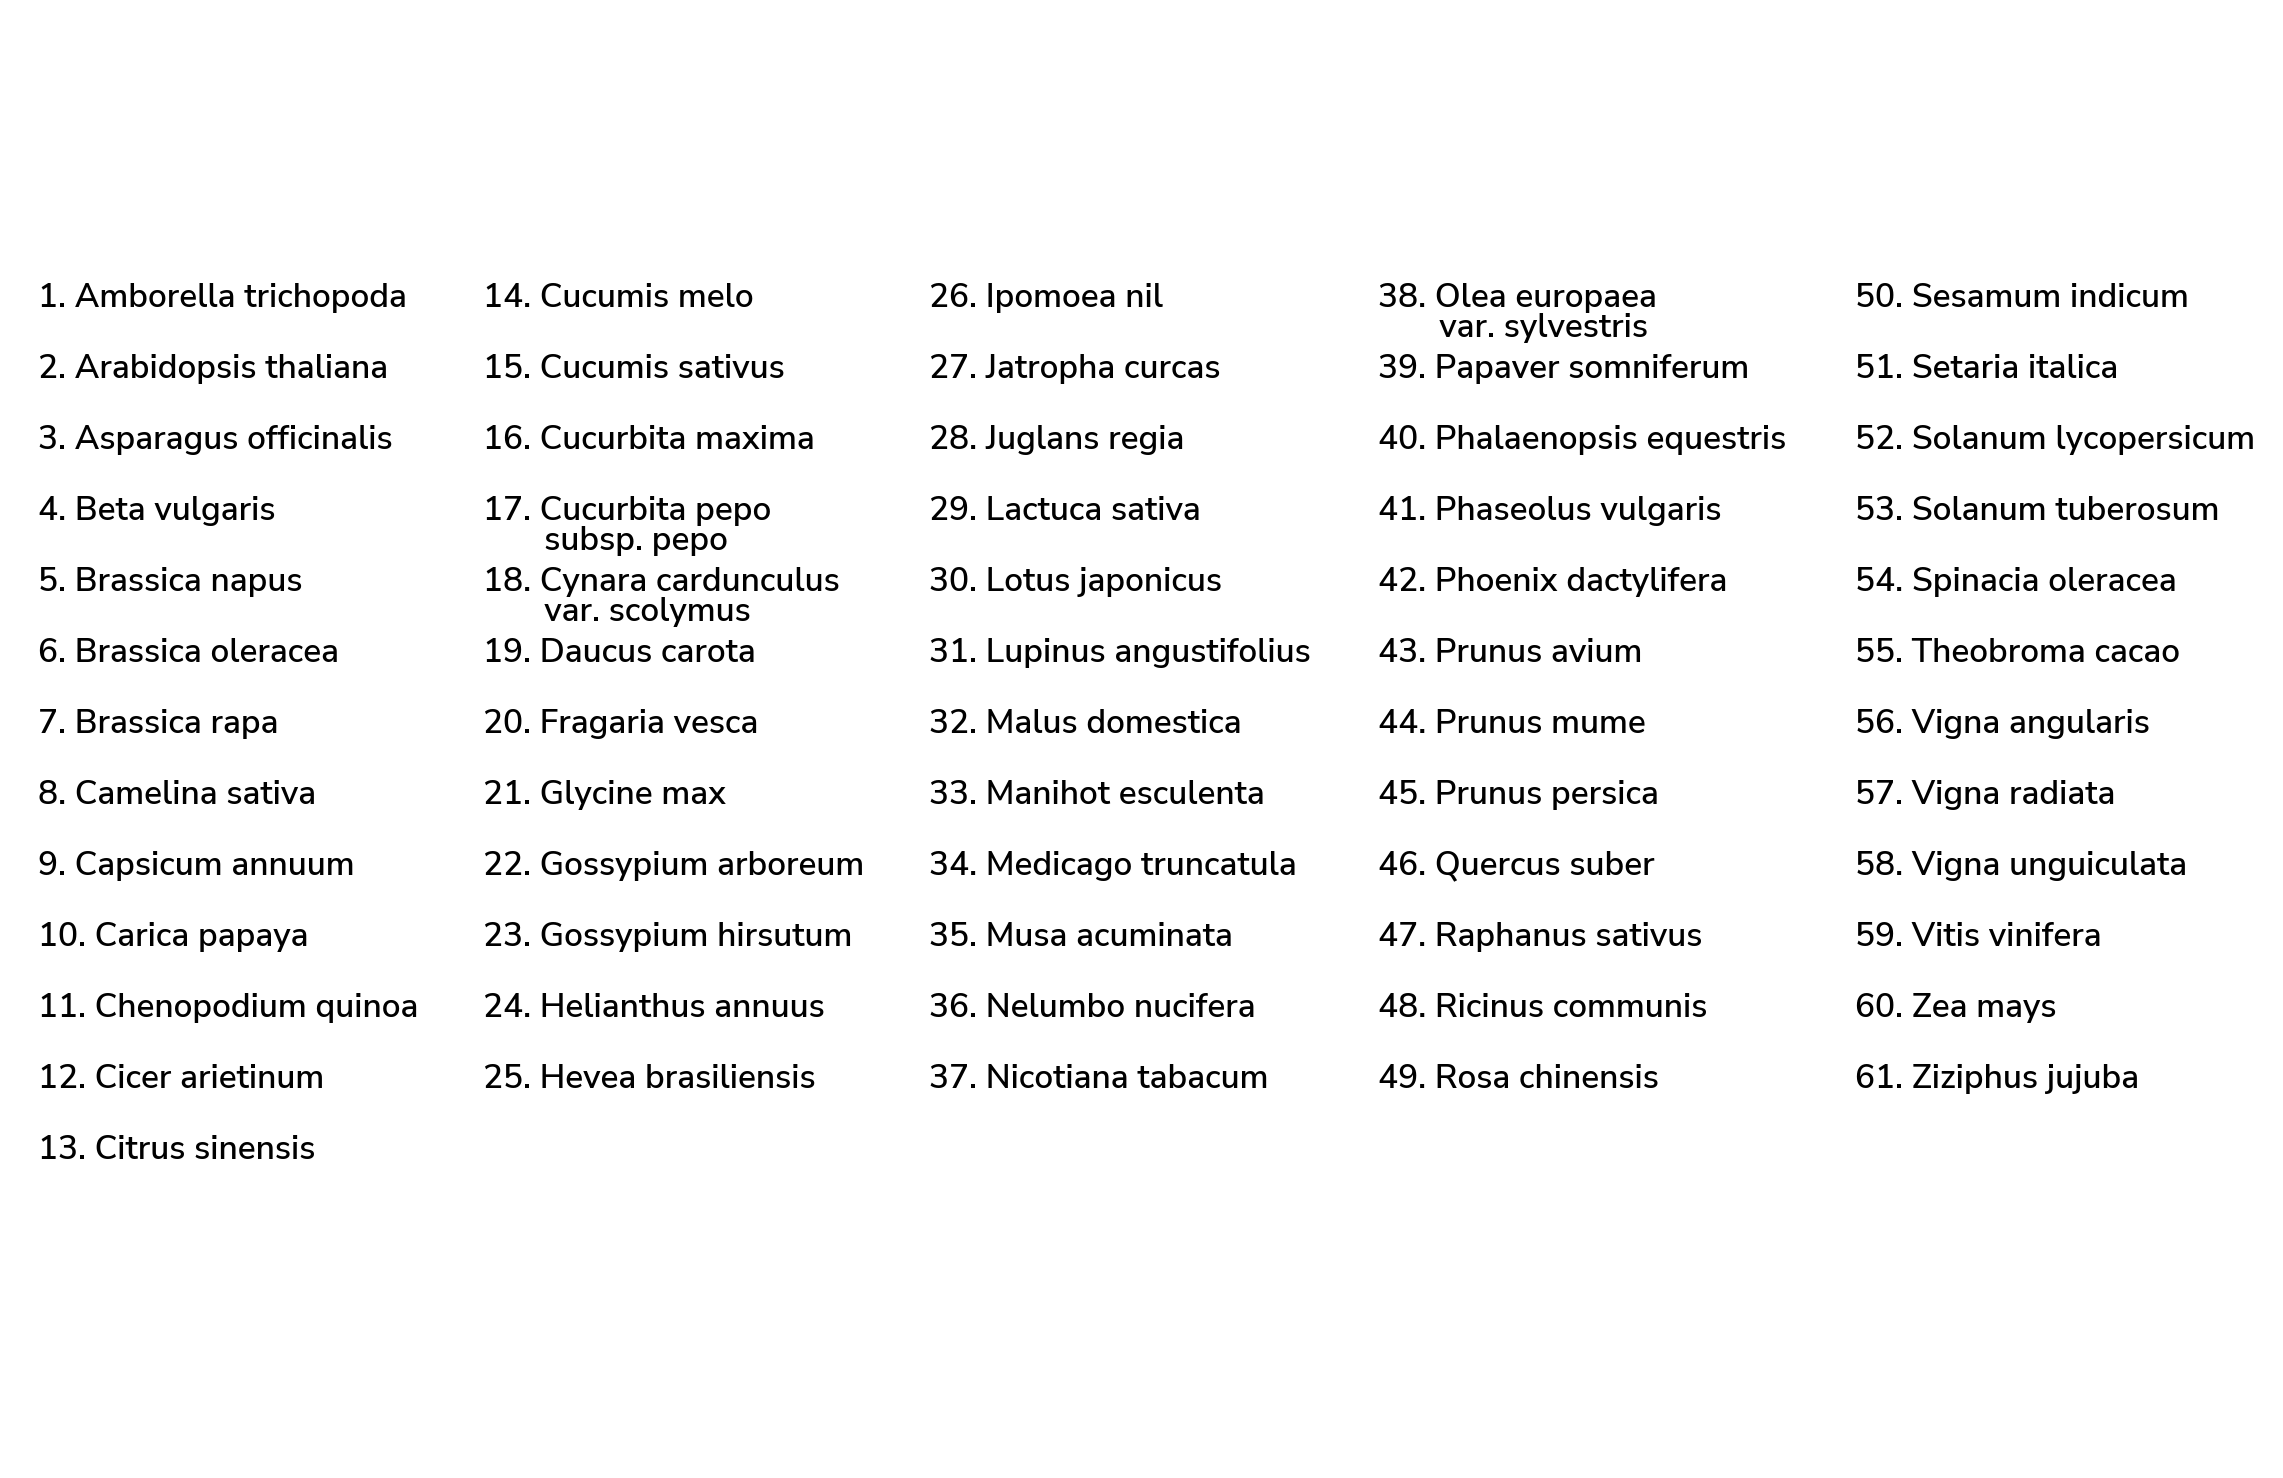 1. Amborella trichopoda
2. Arabidopsis thaliana
3. Asparagus officinalis
4. Beta vulgaris
5. Brassica napus
6. Brassica oleracea
7. Brassica rapa
8. Camelina sativa
9. Capsicum annuum
10. Carica papaya
11. Chenopodium quinoa
12. Cicer arietinum
13. Citrus sinensis
14. Cucumis melo
15. Cucumis sativus
16. Cucurbita maxima
17. Cucurbita pepo
subsp. pepo
18. Cynara cardunculus
var. scolymus
19. Daucus carota
20. Fragaria vesca
21. Glycine max
22. Gossypium arboreum
23. Gossypium hirsutum
24. Helianthus annuus
25. Hevea brasiliensis
26. Ipomoea nil
27. Jatropha curcas
28. Juglans regia
29. Lactuca sativa
30. Lotus japonicus
31. Lupinus angustifolius
32. Malus domestica
33. Manihot esculenta
34. Medicago truncatula
35. Musa acuminata
36. Nelumbo nucifera
37. Nicotiana tabacum
38. Olea europaea
var. sylvestris
39. Papaver somniferum
40. Phalaenopsis equestris
41. Phaseolus vulgaris
42. Phoenix dactylifera
43. Prunus avium
44. Prunus mume
45. Prunus persica
46. Quercus suber
47. Raphanus sativus
48. Ricinus communis
49. Rosa chinensis
50. Sesamum indicum
51. Setaria italica
52. Solanum lycopersicum
53. Solanum tuberosum
54. Spinacia oleracea
55. Theobroma cacao
56. Vigna angularis
57. Vigna radiata
58. Vigna unguiculata
59. Vitis vinifera
60. Zea mays
61. Ziziphus jujuba